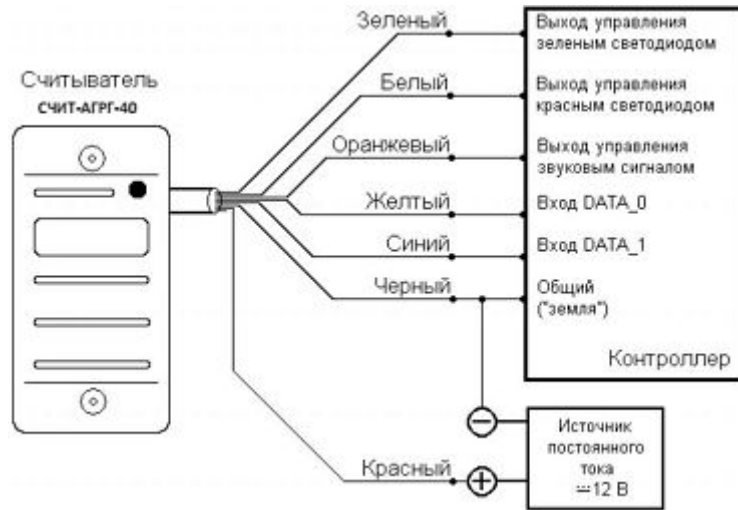 Считыватель
СЧИТ-АГРГ-40
Зеленый
Белый
Оранжевый
Желтый
Синий
Черный
Красный
Выход управления
зеленым светодиодом
Выход управления
красным светодиодом
Выход управления
звуковым сигналом
Вход DATA_0
Вход DATA_1
Общий
("земля")
Контроллер
−
+
Источник
постоянного
тока
⎓12 В